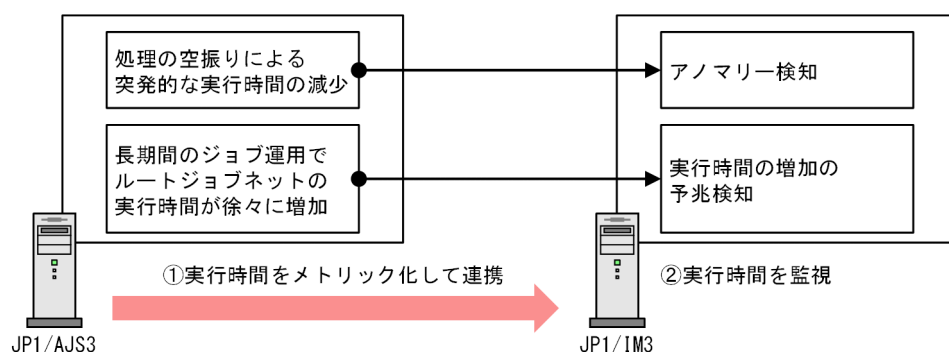 処理の空振りによる
突発的な実行時間の減少
アノマリー検知
長期間のジョブ運用で
ルートジョブネットの
実行時間が徐々に増加
実行時間の増加の
予兆検知
①実行時間をメトリック化して連携
②実行時間を監視
JP1/AJS3
JP1/IM3